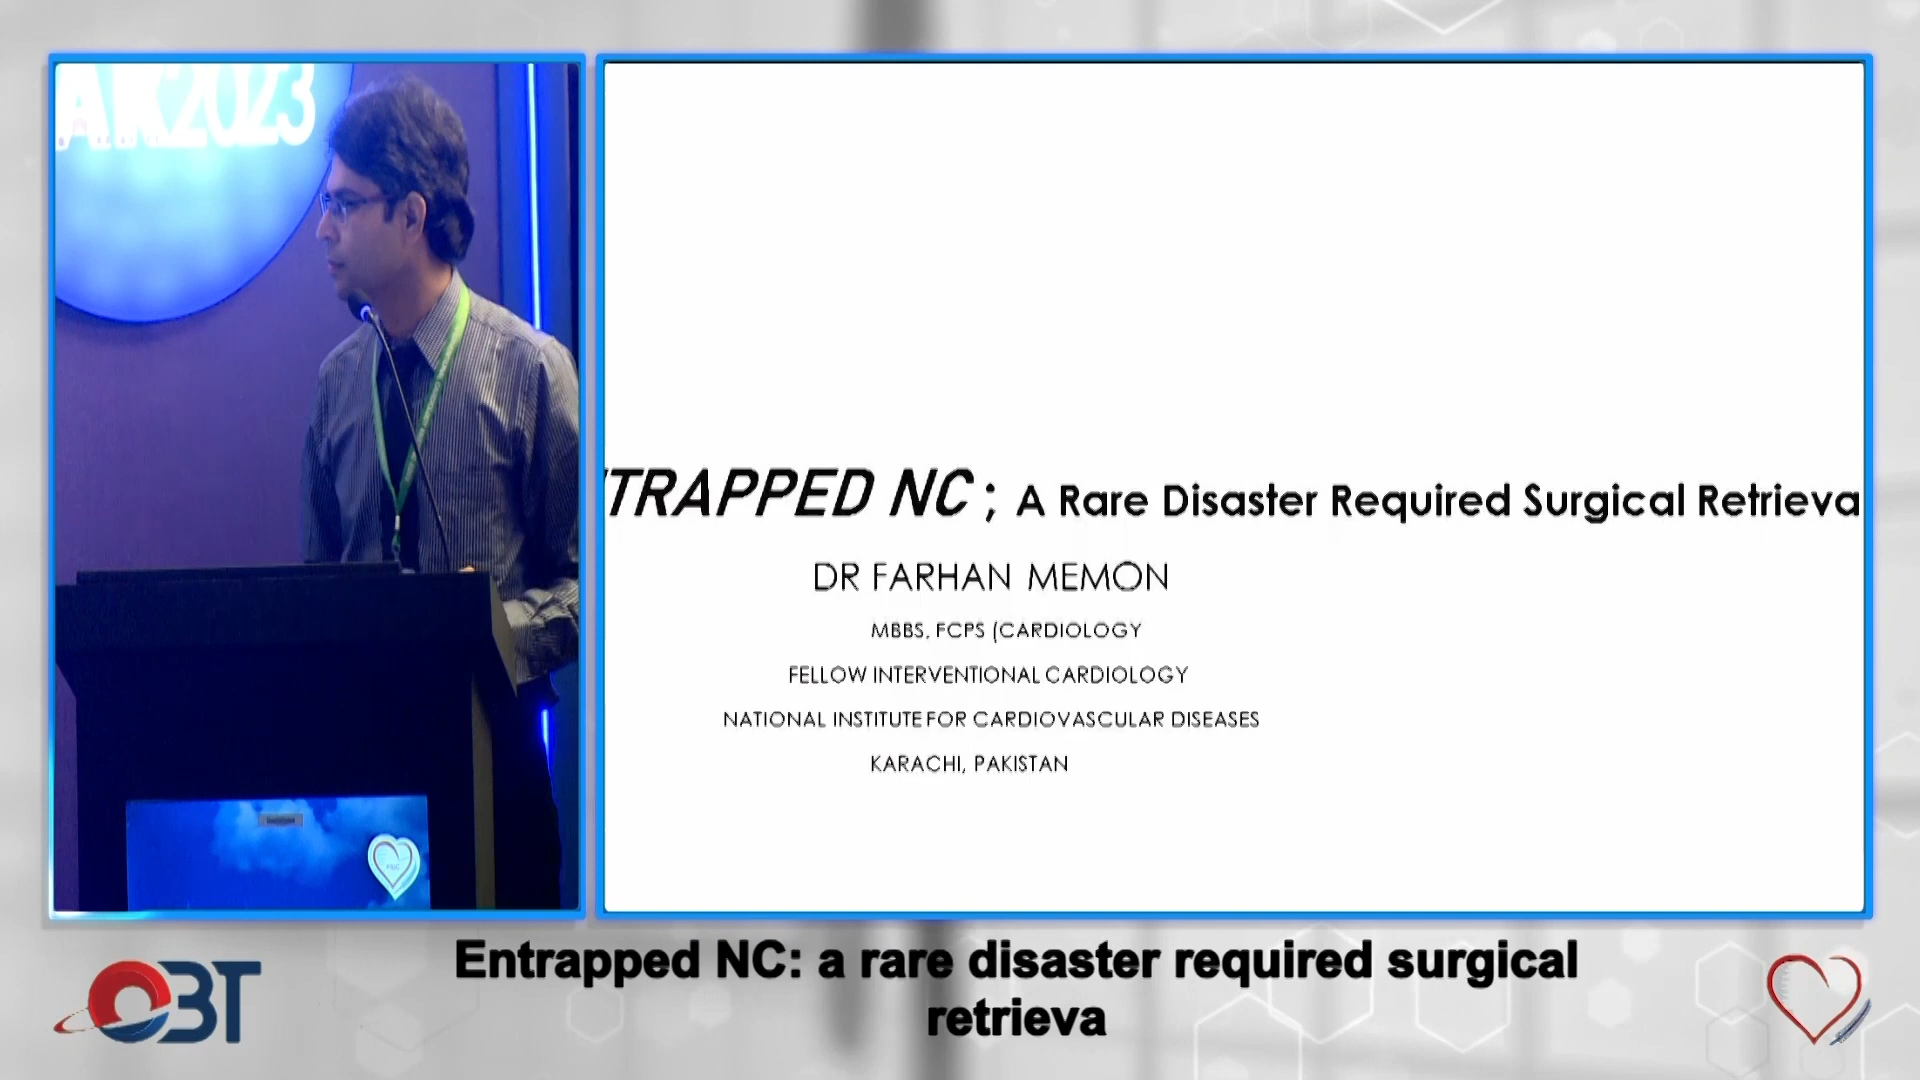 AK2023
NTRAPPED NC ; A Rare Disaster Required Surgical Retrieva
DR FARHAN MEMON
MBBS, FCPS (CARDIOLOGY
FELLOW INTERVENTIONAL CARDIOLOGY
NATIONAL INSTITUTE FOR CARDIOVASCULAR DISEASES
KARACHI, PAKISTAN
OBT
Entrapped NC: a rare disaster required surgical
retrieva